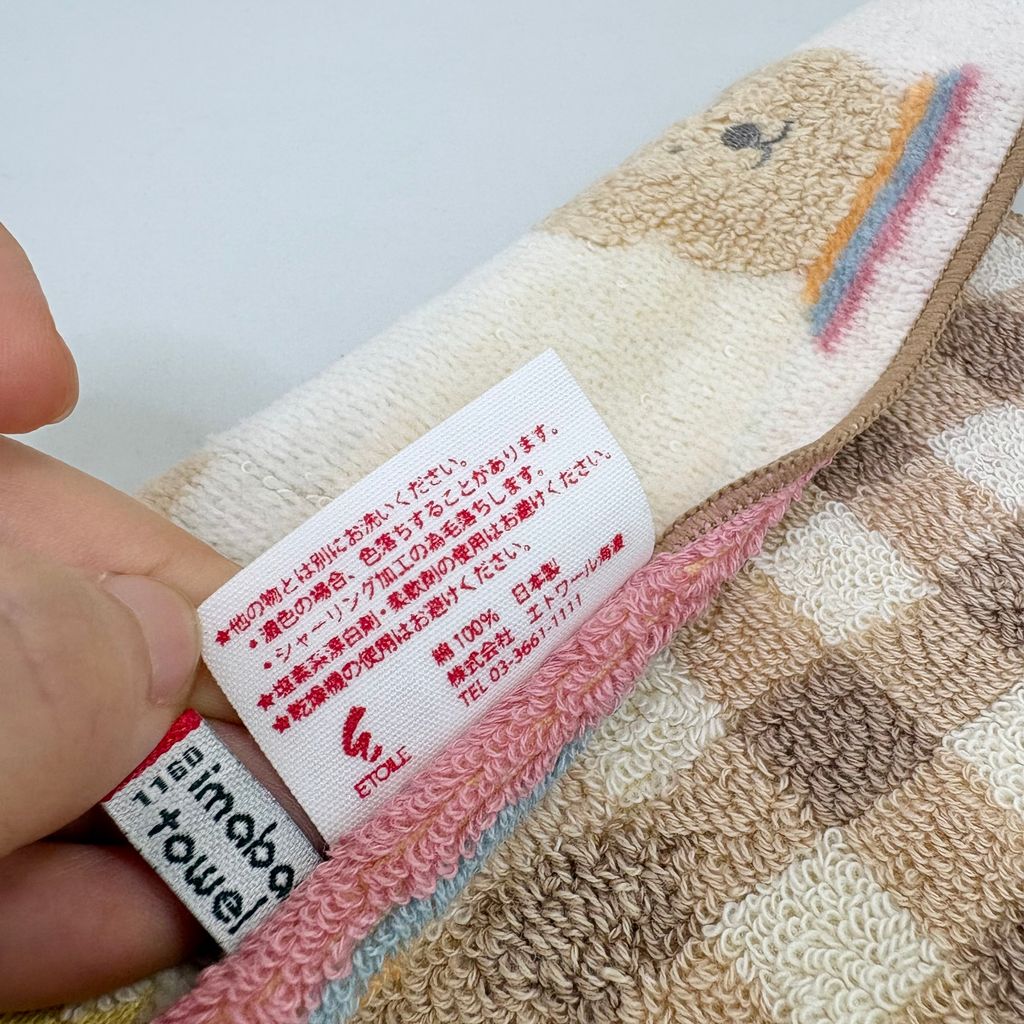 ★他の物とは別にお洗いください。
・濃色の場合、色落ちすることがあります。
・シャーリング加工の為毛落ちします。
★塩素系漂白剤・柔軟剤の使用はお避けください。
★乾燥機の使用はお避けください。
綿100% 日本製
株式会社 エトワール海渡
TEL 03-3661-1111
ETOILE
1160
imaba
towel